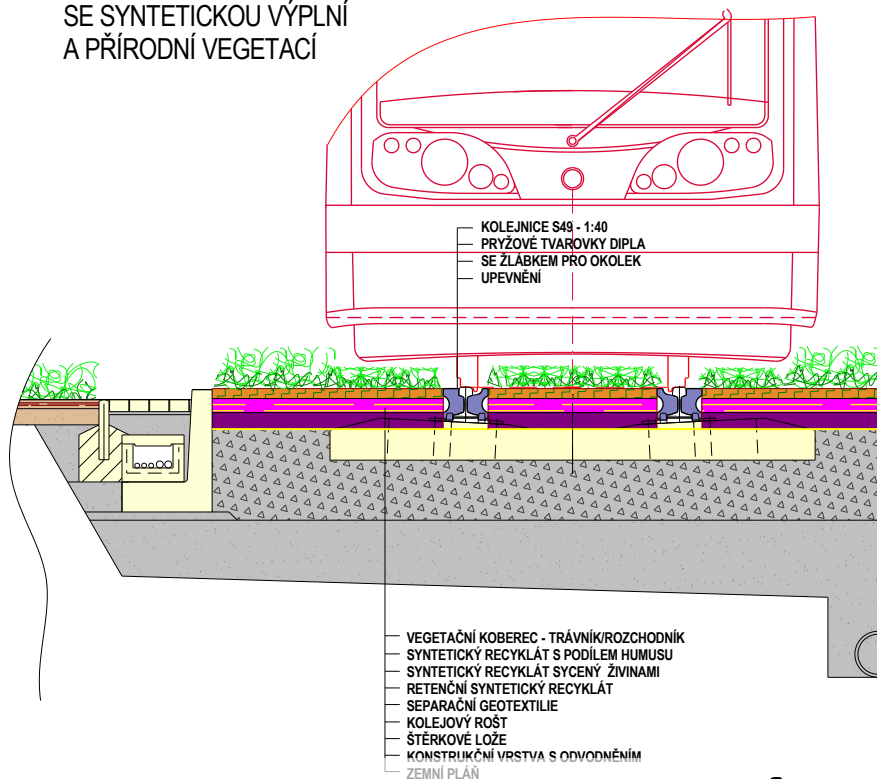 SE SYNTETICKOU VÝPLNÍ
A PŘÍRODNÍ VEGETACÍ
KOLEJNICE S49 - 1:40
PRYŽOVÉ TVAROVKY DIPLA
SE ŽLÁBKEM PRO OKOLEK
UPEVNĚNÍ
VEGETAČNÍ KOBEREC - TRÁVNÍK/ROZCHODNÍK
SYNTETICKÝ RECYKLÁT S PODÍLEM HUMUSU
SYNTETICKÝ RECYKLÁT SYCENÝ ŽIVINAMI
RETENČNÍ SYNTETICKÝ RECYKLÁT
SEPARAČNÍ GEOTEXTILIE
KOLEJOVÝ ROŠT
ŠTĚRKOVÉ LOŽE
KONSTRUKČNÍ VRSTVA S ODVODNĚNÍM
ZEMNÍ PLÁŇ